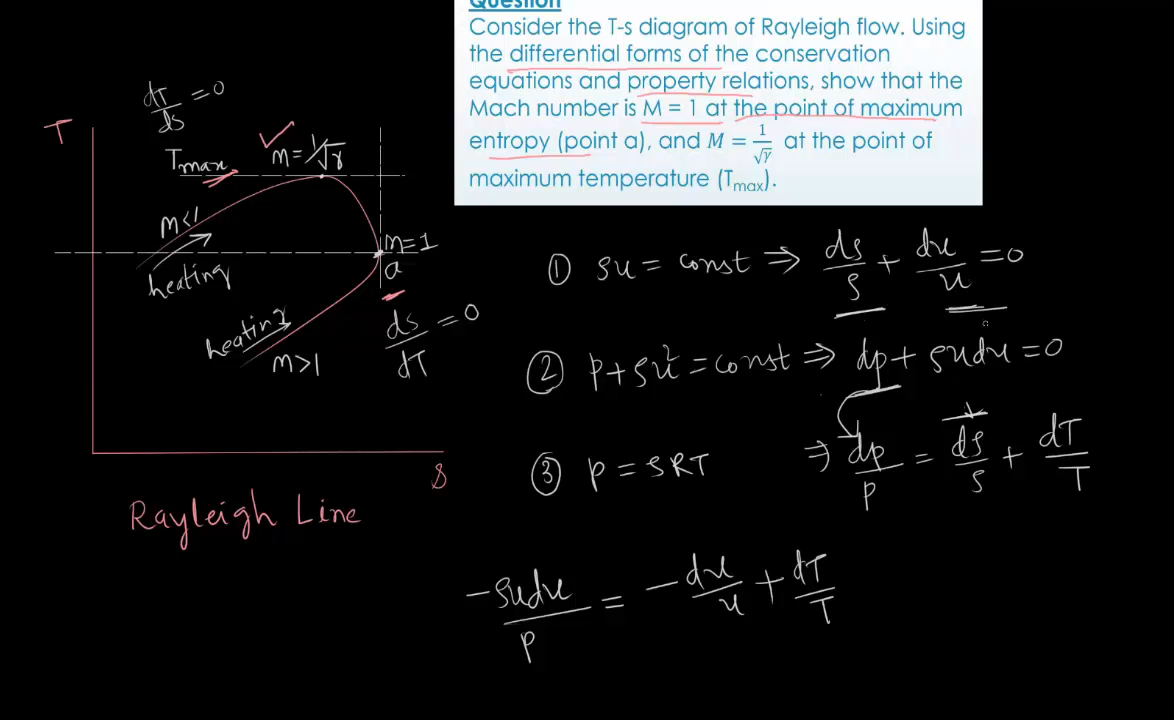 Question
Consider the T-s diagram of Rayleigh flow. Using
the differential forms of the conservation
equations and property relations, show that the
Mach number is M = 1 at the point of maximum
entropy (point a), and M = 1/√γ at the point of
maximum temperature (Tmax).
dT/ds = 0
T
Tmax
M = 1/√γ
M<1
heating
M=1
a
ds/dT = 0
heating
M>1
s
Rayleigh Line
① ρu = const ⇒ dρ/ρ + du/u = 0
② p+ρu² = const ⇒ dp + ρudu = 0
③ p = ρRT ⇒ dp/p = dρ/ρ + dT/T
-ρudu/p = -du/u + dT/T